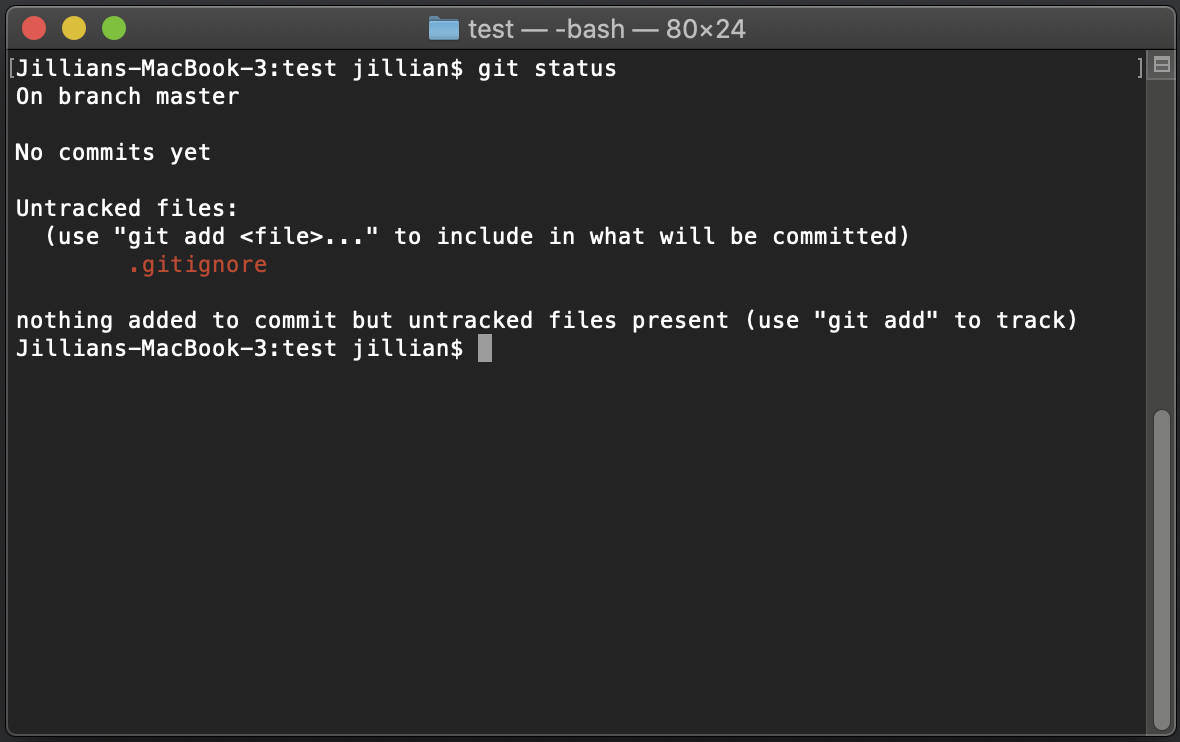 test — -bash — 80×24
[Jillians-MacBook-3:test jillian$ git status ]
On branch master
No commits yet
Untracked files:
(use "git add <file>..." to include in what will be committed)
.gitignore
nothing added to commit but untracked files present (use "git add" to track)
Jillians-MacBook-3:test jillian$